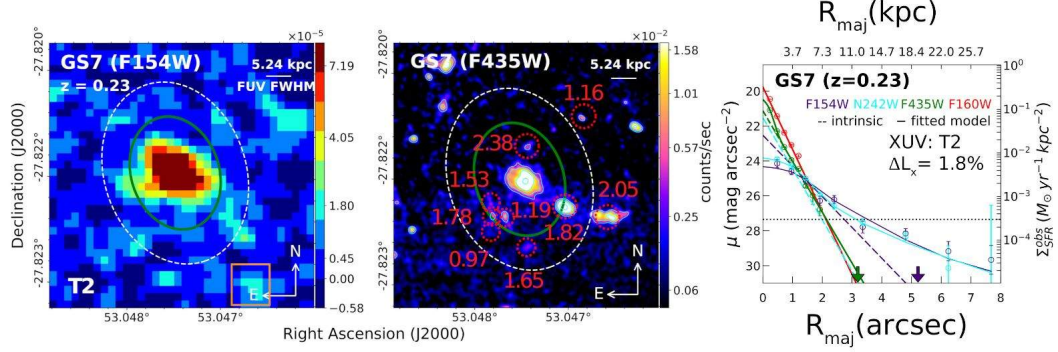 GS7 (F154W)
z = 0.23
5.24 kpc
FUV FWHM
T2
N
E
×10⁻⁵
7.19
4.05
1.80
0.45
0.00
−0.58
Declination (J2000)
-27.820°
-27.822°
-27.823°
53.048°
53.047°
GS7 (F435W)
5.24 kpc
1.16
2.38
1.53
2.05
1.78
1.19
1.82
0.97
1.65
N
E
×10⁻²
1.58
1.01
0.57
0.25
0.06
counts/sec
-27.820°
-27.822°
-27.823°
53.048°
53.047°
Right Ascension (J2000)
R_maj(kpc)
3.7 7.3 11.0 14.7 18.4 22.0 25.7
GS7 (z=0.23)
F154W N242W F435W F160W
-- intrinsic — fitted model
XUV: T2
ΔLₓ = 1.8%
μ (mag arcsec⁻²)
20
22
24
26
28
30
10⁰
10⁻¹
10⁻²
10⁻³
10⁻⁴
Σ_SFR^obs (M⊙ yr⁻¹ kpc⁻²)
0 1 2 3 4 5 6 7 8
R_maj(arcsec)